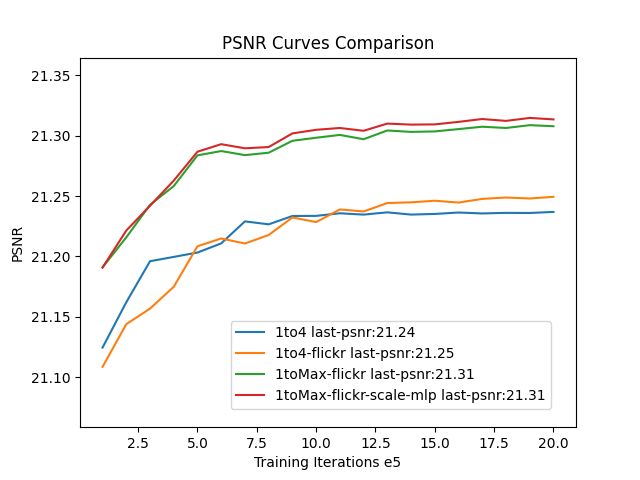 PSNR Curves Comparison
21.35
21.30
21.25
21.20
21.15
21.10
PSNR
1to4 last-psnr:21.24
1to4-flickr last-psnr:21.25
1toMax-flickr last-psnr:21.31
1toMax-flickr-scale-mlp last-psnr:21.31
2.5 5.0 7.5 10.0 12.5 15.0 17.5 20.0
Training Iterations e5